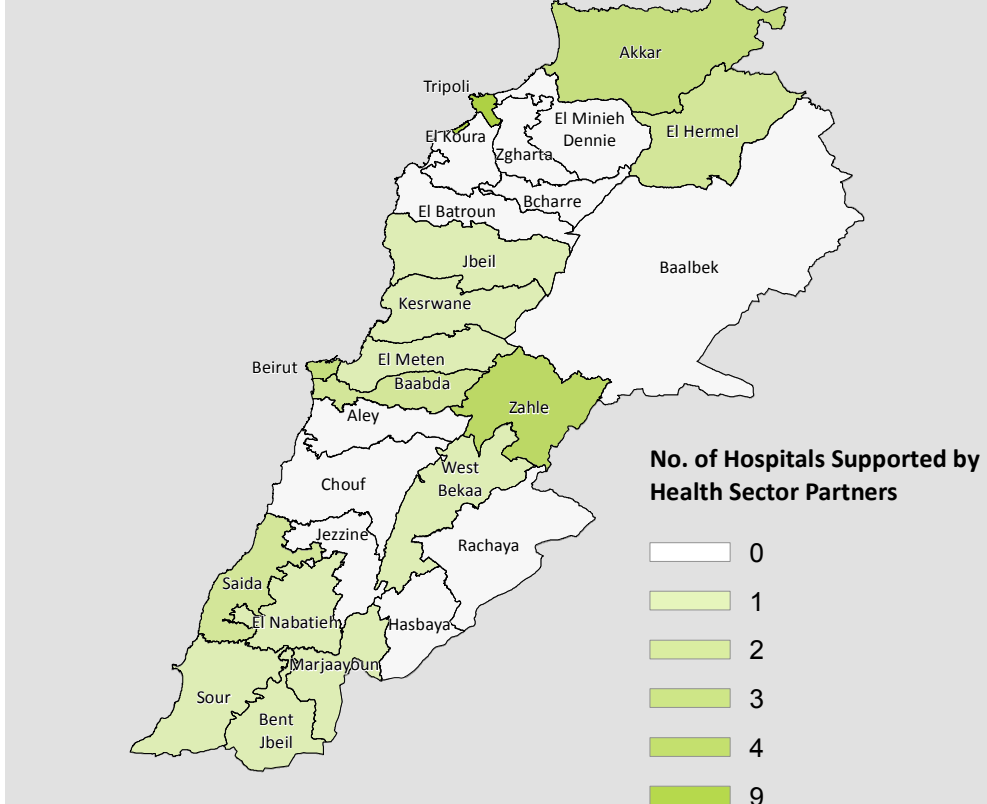 Akkar
Tripoli
El Minieh
Dennie
El Koura
El Hermel
Zgharta
Bcharre
El Batroun
Jbeil
Baalbek
Kesrwane
El Meten
Beirut
Baabda
Zahle
Aley
No. of Hospitals Supported by
Health Sector Partners
West
Bekaa
Chouf
Jezzine
Rachaya
0
Saida
1
El Nabatieh
Hasbaya
2
Marjaayoun
Sour
3
Bent
Jbeil
4
9